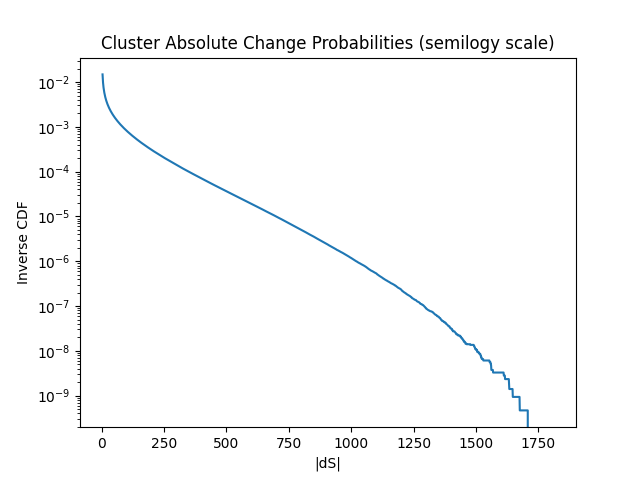 Cluster Absolute Change Probabilities (semilogy scale)
Inverse CDF
10⁻²
10⁻³
10⁻⁴
10⁻⁵
10⁻⁶
10⁻⁷
10⁻⁸
10⁻⁹
0 250 500 750 1000 1250 1500 1750
|dS|